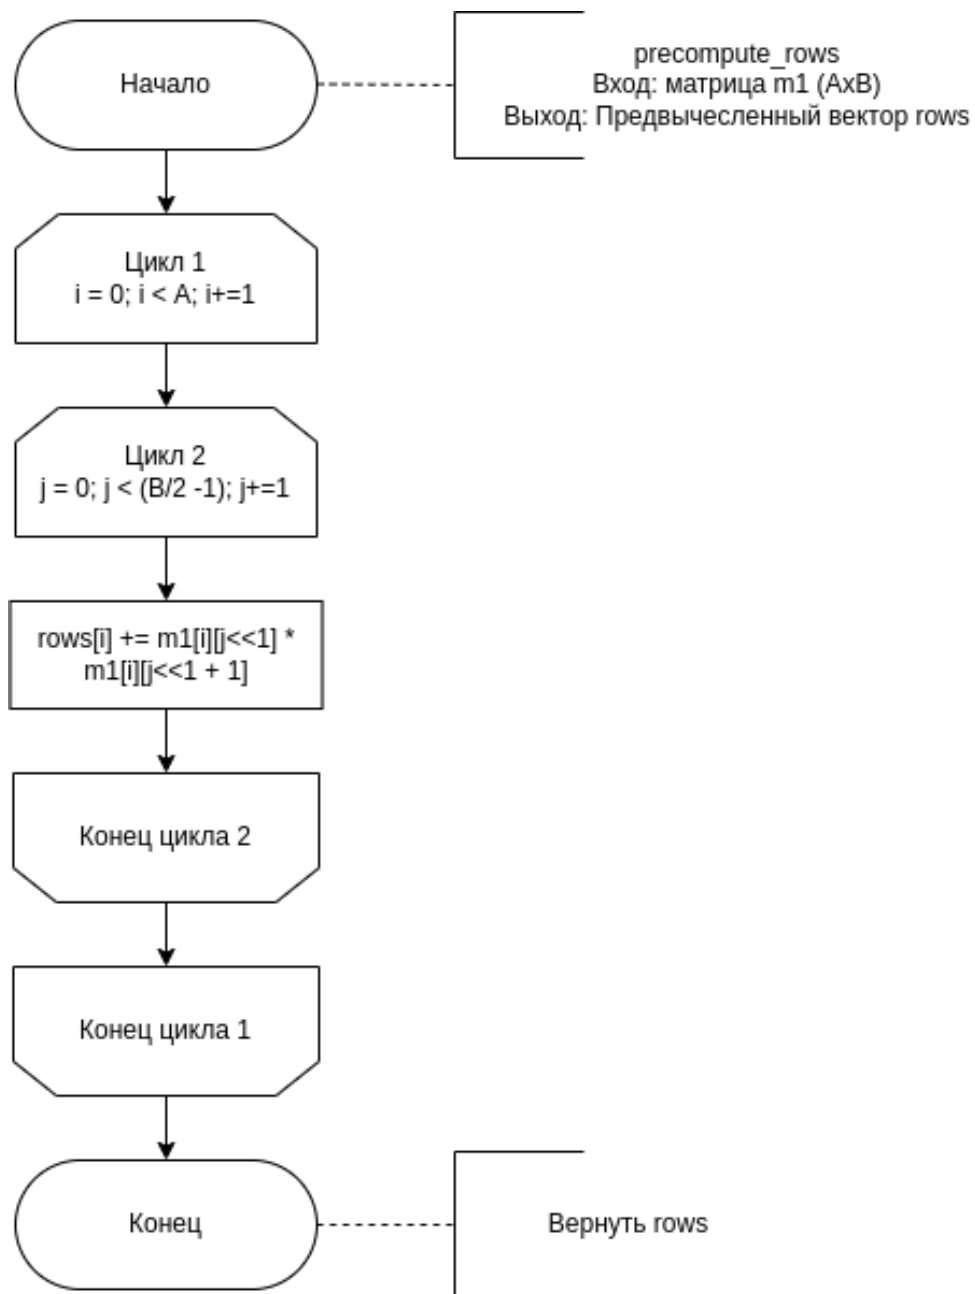 Начало
precompute_rows
Вход: матрица m1 (AxB)
Выход: Предвычесленный вектор rows
Цикл 1
i = 0; i < A; i+=1
Цикл 2
j = 0; j < (B/2 -1); j+=1
rows[i] += m1[i][j<<1] *
m1[i][j<<1 + 1]
Конец цикла 2
Конец цикла 1
Конец
Вернуть rows